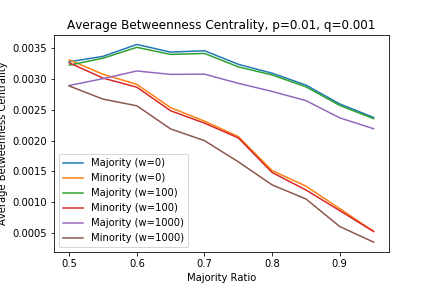 Average Betweenness Centrality, p=0.01, q=0.001
Average Betweenness Centrality
0.0035
0.0030
0.0025
0.0020
0.0015
0.0010
0.0005
Majority (w=0)
Minority (w=0)
Majority (w=100)
Minority (w=100)
Majority (w=1000)
Minority (w=1000)
0.5 0.6 0.7 0.8 0.9
Majority Ratio